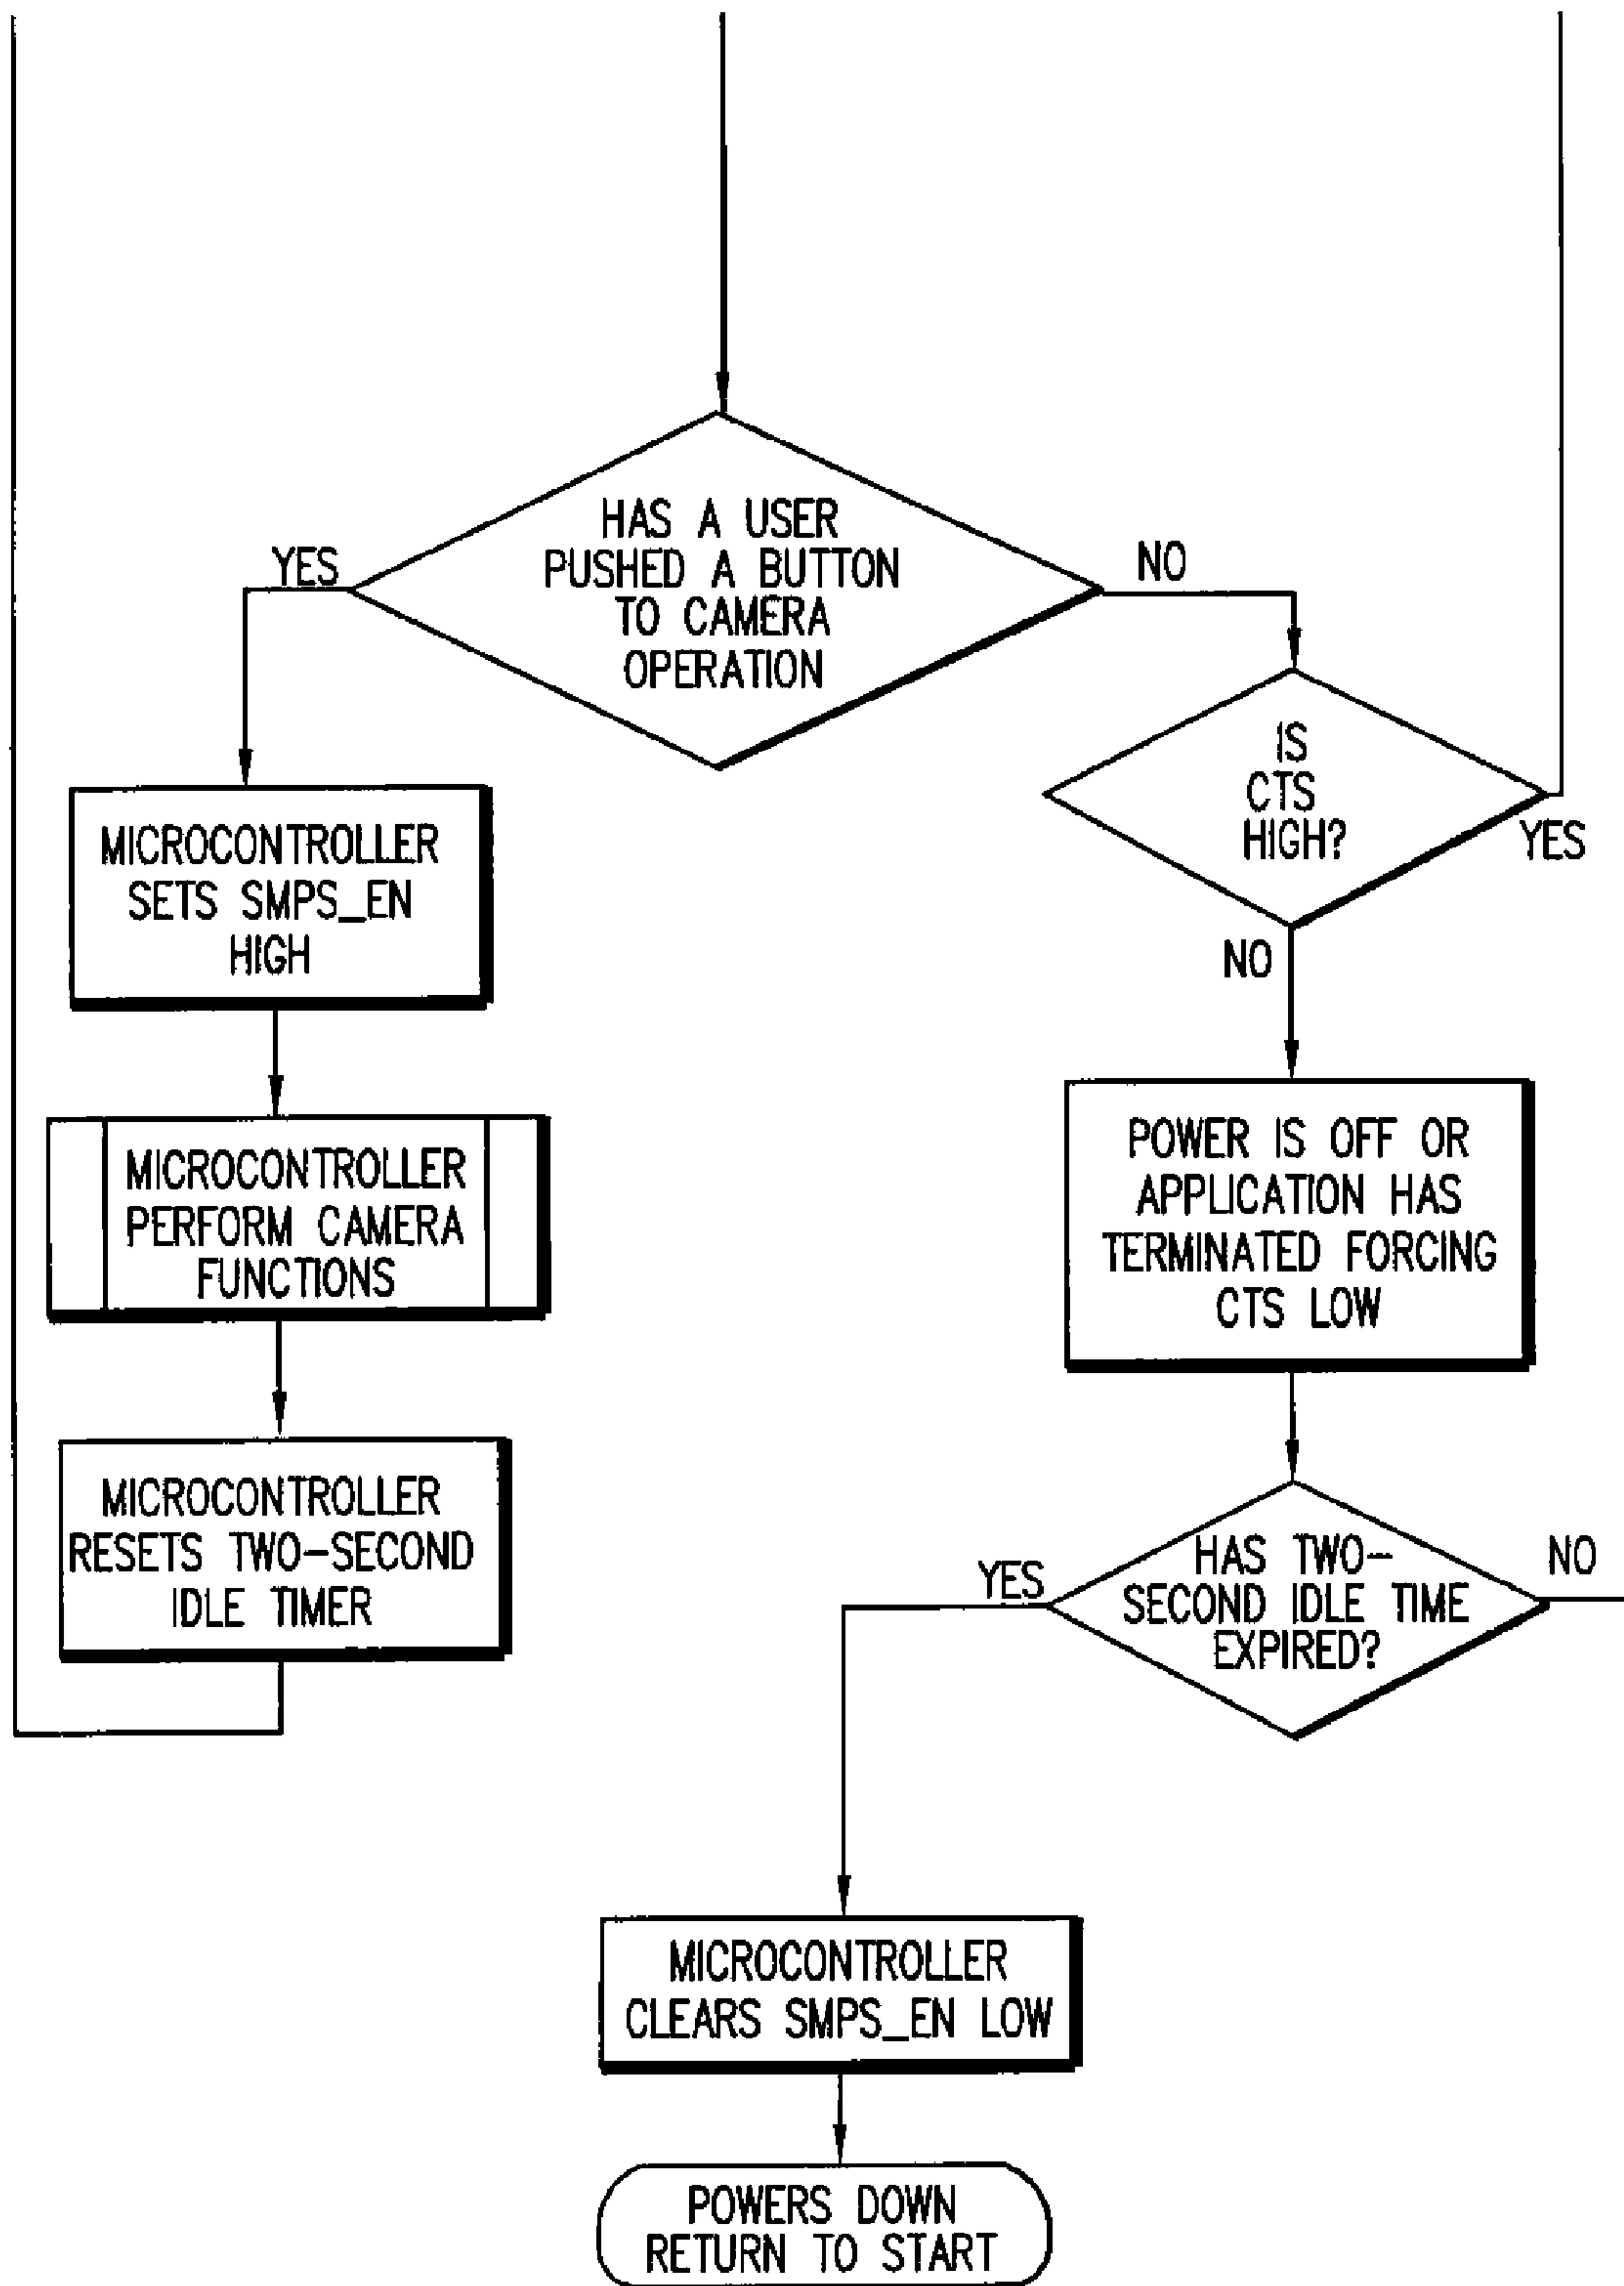 HAS A USER
PUSHED A BUTTON
TO CAMERA
OPERATION
YES
NO
MICROCONTROLLER
SETS SMPS_EN
HIGH
IS
CTS
HIGH?
YES
NO
MICROCONTROLLER
PERFORM CAMERA
FUNCTIONS
POWER IS OFF OR
APPLICATION HAS
TERMINATED FORCING
CTS LOW
MICROCONTROLLER
RESETS TWO-SECOND
IDLE TIMER
HAS TWO-
SECOND IDLE TIME
EXPIRED?
YES
NO
MICROCONTROLLER
CLEARS SMPS_EN LOW
POWERS DOWN
RETURN TO START